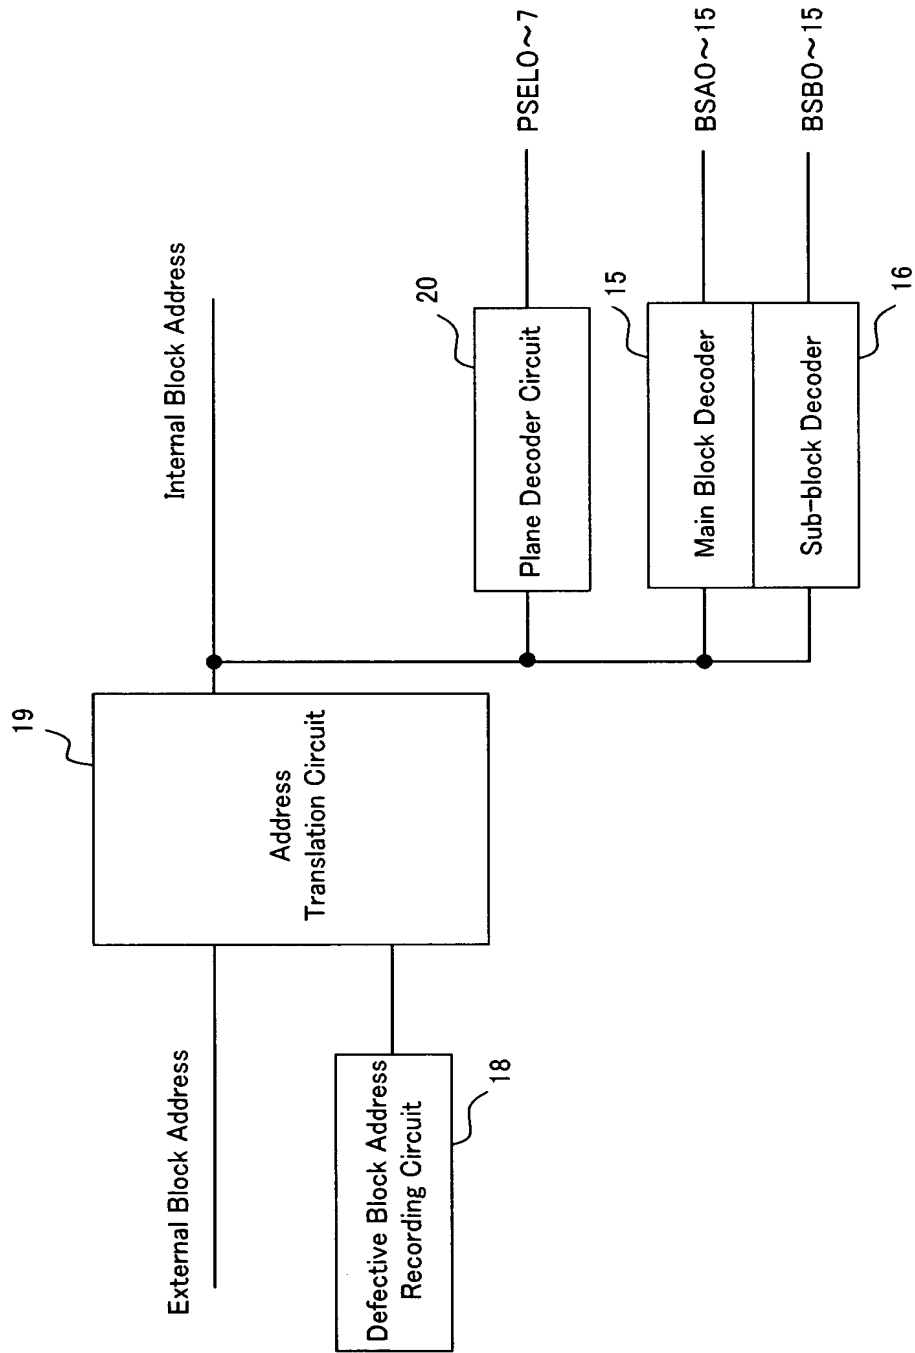 External Block Address
Defective Block Address
Recording Circuit
18
19
Address
Translation Circuit
Internal Block Address
20
Plane Decoder Circuit
PSEL0~7
15
Main Block Decoder
BSA0~15
Sub-block Decoder
BSB0~15
16